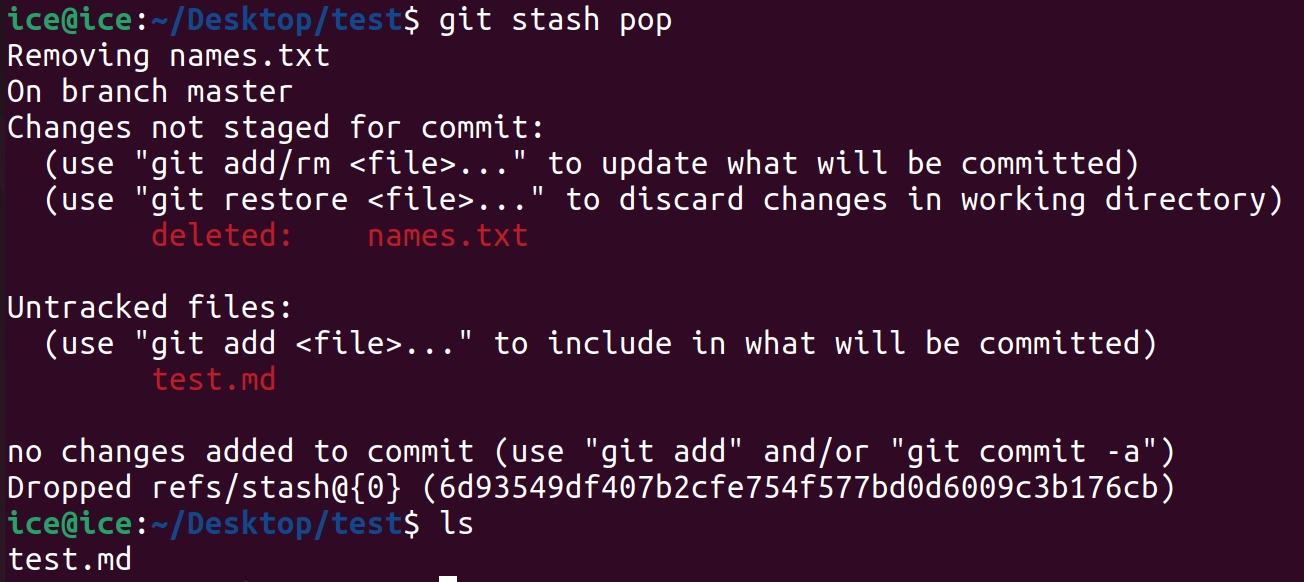 ice@ice:~/Desktop/test$ git stash pop
Removing names.txt
On branch master
Changes not staged for commit:
  (use "git add/rm <file>..." to update what will be committed)
  (use "git restore <file>..." to discard changes in working directory)
        deleted:    names.txt

Untracked files:
  (use "git add <file>..." to include in what will be committed)
        test.md

no changes added to commit (use "git add" and/or "git commit -a")
Dropped refs/stash@{0} (6d93549df407b2cfe754f577bd0d6009c3b176cb)
ice@ice:~/Desktop/test$ ls
test.md